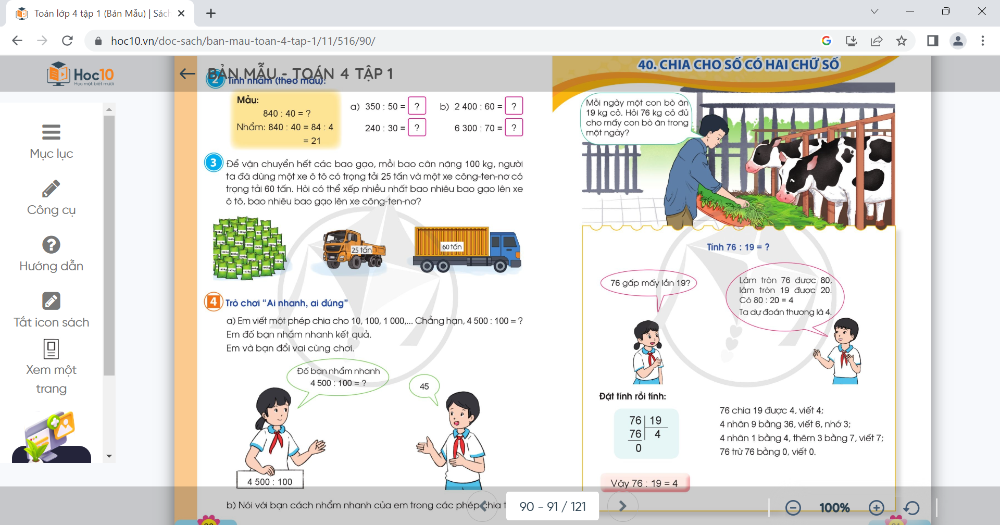 Toán lớp 4 tập 1 (Bản Mẫu) | Sách
hoc10.vn/doc-sach/ban-mau-toan-4-tap-1/11/516/90/
Hoc10
Học một biết mười
Mục lục
Công cụ
Hướng dẫn
Tắt icon sách
Xem một
trang
BẢN MẪU - TOÁN 4 TẬP 1
2 Tính nhẩm (theo mẫu):
Mẫu:
840 : 40 = ?
Nhẩm: 840 : 40 = 84 : 4
= 21
a) 350 : 50 = ?
b) 2 400 : 60 = ?
240 : 30 = ?
6 300 : 70 = ?
3 Để vận chuyển hết các bao gạo, mỗi bao cân nặng 100 kg, người
ta đã dùng một xe ô tô có trọng tải 25 tấn và một xe công-ten-nơ có
trọng tải 60 tấn. Hỏi có thể xếp nhiều nhất bao nhiêu bao gạo lên xe
ô tô, bao nhiêu bao gạo lên xe công-ten-nơ?
100 kg
25 tấn
60 tấn
4 Trò chơi “Ai nhanh, ai đúng”
a) Em viết một phép chia cho 10, 100, 1 000,... Chẳng hạn, 4 500 : 100 = ?
Em đố bạn nhẩm nhanh kết quả.
Em và bạn đổi vai cùng chơi.
Đố bạn nhẩm nhanh
4 500 : 100 = ?
45
4 500 : 100
b) Nói với bạn cách nhẩm nhanh của em trong các phép chia
40. CHIA CHO SỐ CÓ HAI CHỮ SỐ
Mỗi ngày một con bò ăn
19 kg cỏ. Hỏi 76 kg cỏ đủ
cho mấy con bò ăn trong
một ngày?
Tính 76 : 19 = ?
76 gấp mấy lần 19?
Làm tròn 76 được 80,
làm tròn 19 được 20.
Có 80 : 20 = 4
Ta dự đoán thương là 4.
Đặt tính rồi tính:
76 19
76 4
0
76 chia 19 được 4, viết 4;
4 nhân 9 bằng 36, viết 6, nhớ 3;
4 nhân 1 bằng 4, thêm 3 bằng 7, viết 7;
76 trừ 76 bằng 0, viết 0.
Vậy 76 : 19 = 4
90 - 91 / 121
100%